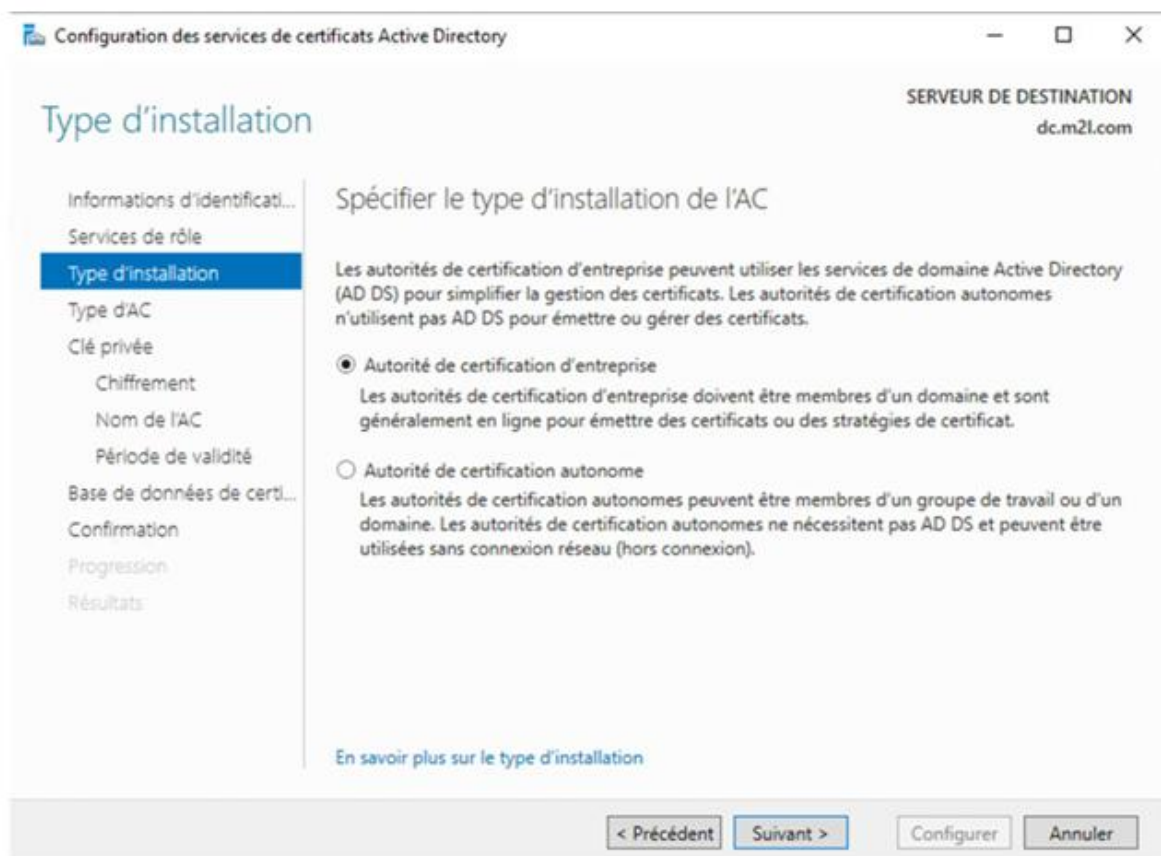 Configuration des services de certificats Active Directory
SERVEUR DE DESTINATION
dc.m2l.com
Type d'installation
Informations d'identificati...
Services de rôle
Type d'installation
Type d'AC
Clé privée
Chiffrement
Nom de l'AC
Période de validité
Base de données de certi...
Confirmation
Progression
Résultats
Spécifier le type d'installation de l'AC
Les autorités de certification d'entreprise peuvent utiliser les services de domaine Active Directory
(AD DS) pour simplifier la gestion des certificats. Les autorités de certification autonomes
n'utilisent pas AD DS pour émettre ou gérer des certificats.
Autorité de certification d'entreprise
Les autorités de certification d'entreprise doivent être membres d'un domaine et sont
généralement en ligne pour émettre des certificats ou des stratégies de certificat.
Autorité de certification autonome
Les autorités de certification autonomes peuvent être membres d'un groupe de travail ou d'un
domaine. Les autorités de certification autonomes ne nécessitent pas AD DS et peuvent être
utilisées sans connexion réseau (hors connexion).
En savoir plus sur le type d'installation
< Précédent
Suivant >
Configurer
Annuler